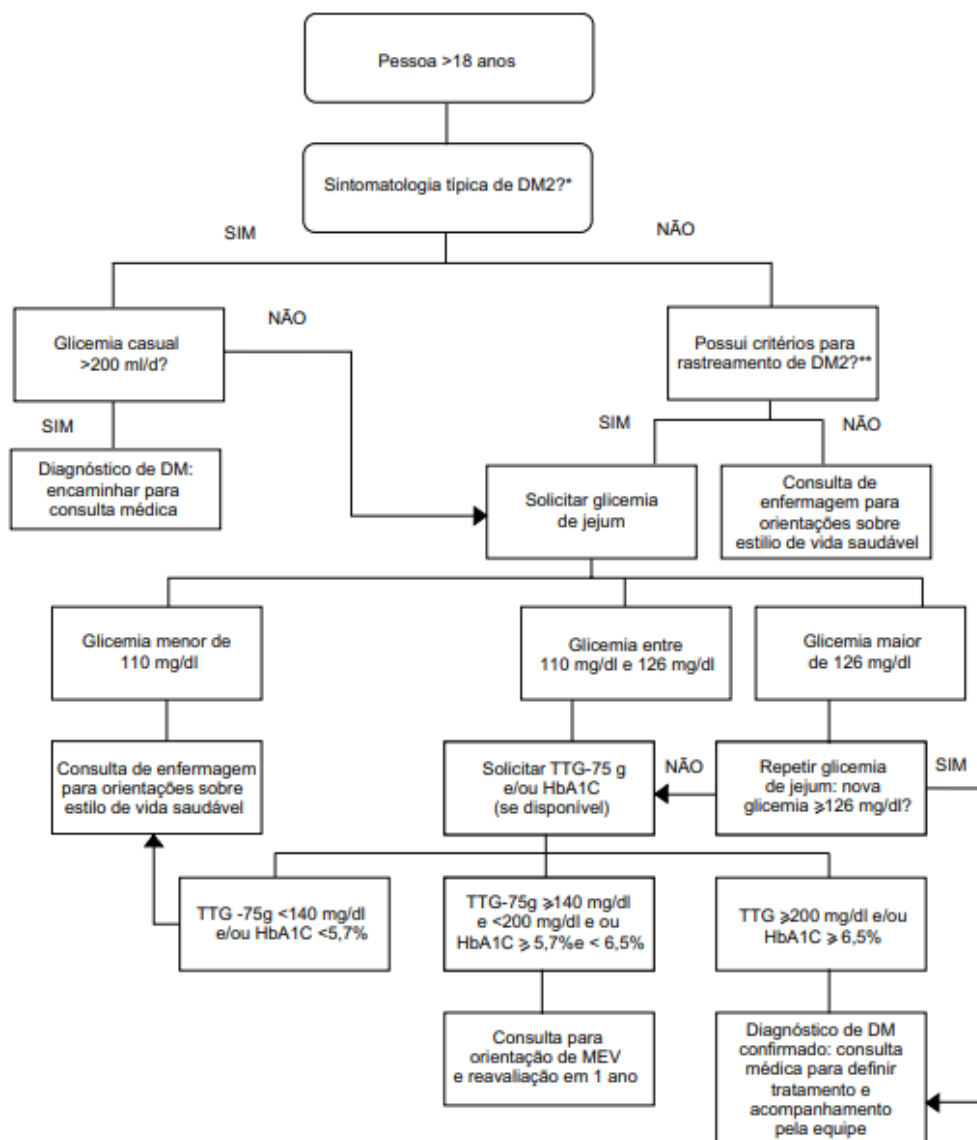 Pessoa >18 anos
Sintomatologia típica de DM2?*
SIM
NÃO
Glicemia casual
>200 ml/d?
NÃO
Possui critérios para
rastreamento de DM2?**
SIM
SIM
NÃO
Diagnóstico de DM:
encaminhar para
consulta médica
Solicitar glicemia
de jejum
Consulta de
enfermagem para
orientações sobre
estilio de vida saudável
Glicemia menor de
110 mg/dl
Glicemia entre
110 mg/dl e 126 mg/dl
Glicemia maior
de 126 mg/dl
Consulta de enfermagem
para orientações sobre
estilo de vida saudável
Solicitar TTG-75 g
e/ou HbA1C
(se disponível)
NÃO
Repetir glicemia
de jejum: nova
glicemia ⩾126 mg/dl?
SIM
TTG -75g <140 mg/dl
e/ou HbA1C <5,7%
TTG-75g ⩾140 mg/dl
e <200 mg/dl e ou
HbA1C ⩾ 5,7%e < 6,5%
TTG ⩾200 mg/dl e/ou
HbA1C ⩾ 6,5%
Consulta para
orientação de MEV
e reavaliação em 1 ano
Diagnóstico de DM
confirmado: consulta
médica para definir
tratamento e
acompanhamento
pela equipe